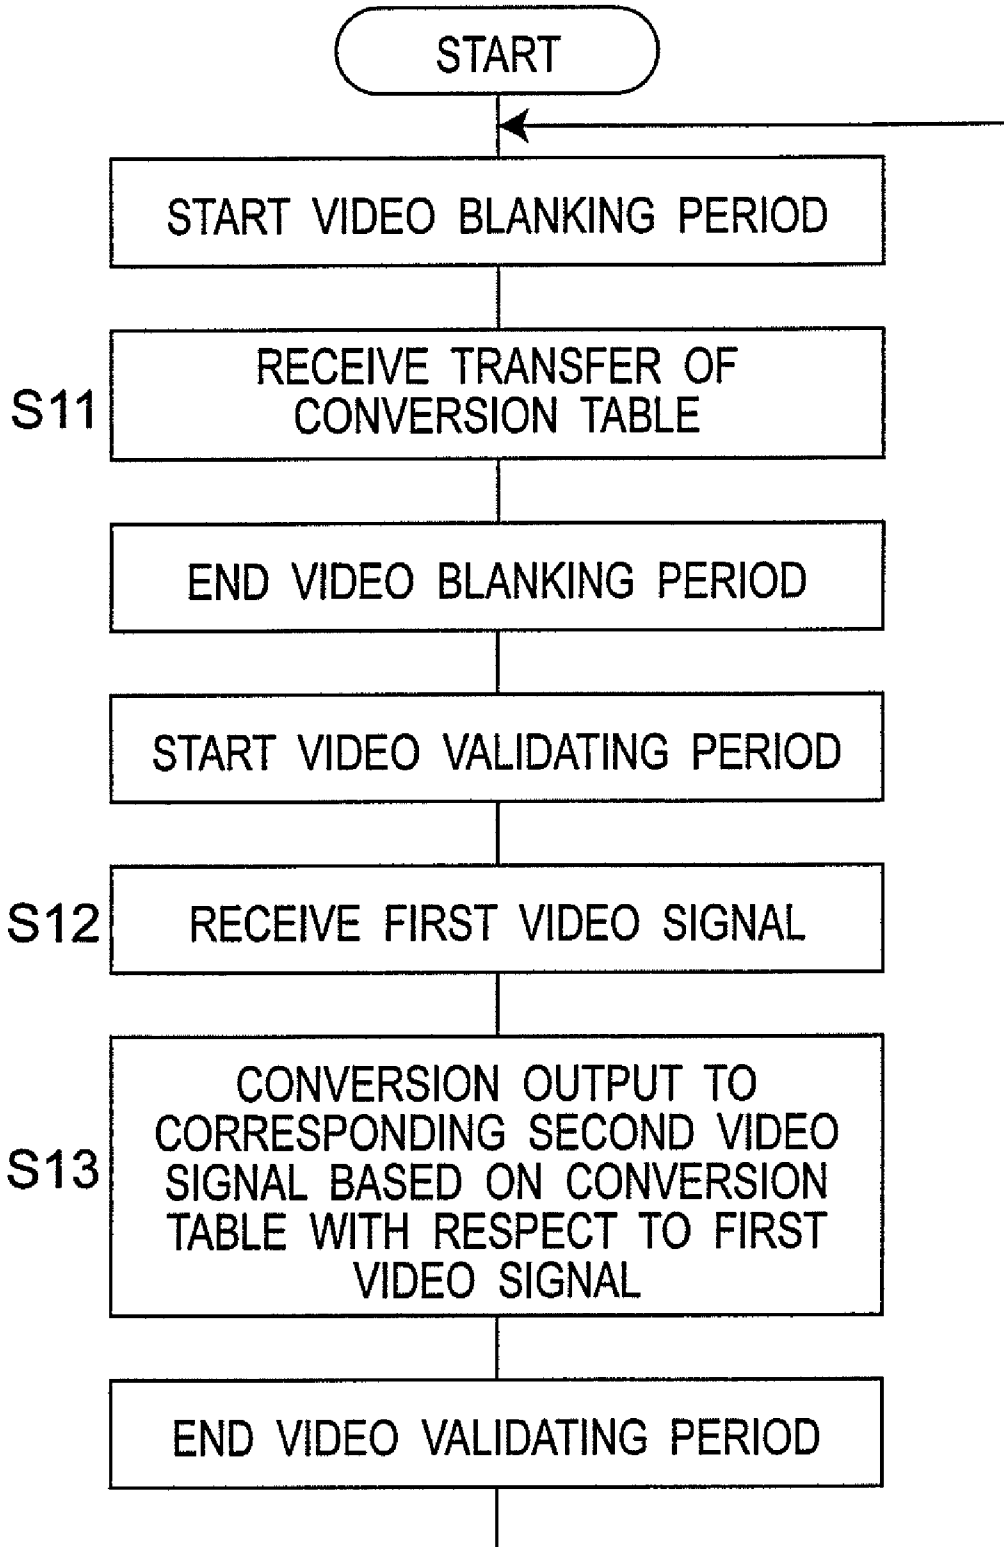 START
START VIDEO BLANKING PERIOD
S11
RECEIVE TRANSFER OF
CONVERSION TABLE
END VIDEO BLANKING PERIOD
START VIDEO VALIDATING PERIOD
S12
RECEIVE FIRST VIDEO SIGNAL
S13
CONVERSION OUTPUT TO
CORRESPONDING SECOND VIDEO
SIGNAL BASED ON CONVERSION
TABLE WITH RESPECT TO FIRST
VIDEO SIGNAL
END VIDEO VALIDATING PERIOD